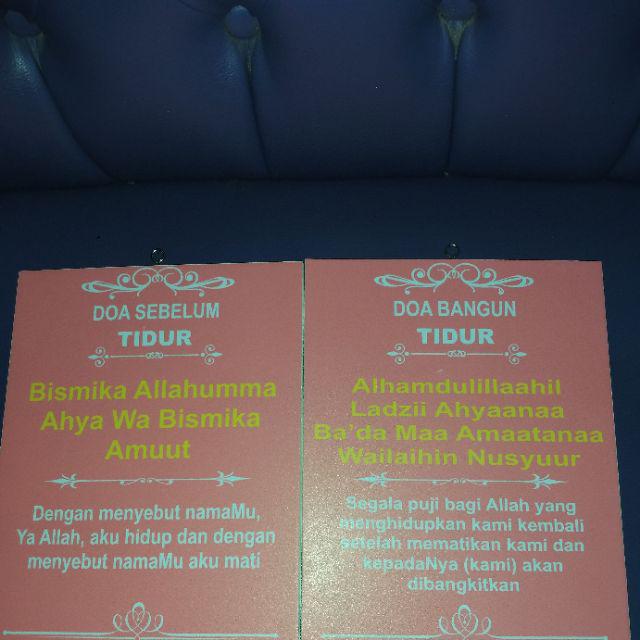 DOA SEBELUM
TIDUR
Bismika Allahumma
Ahya Wa Bismika
Amuut
Dengan menyebut namaMu,
Ya Allah, aku hidup dan dengan
menyebut namaMu aku mati
DOA BANGUN
TIDUR
Alhamdulillaahil
Ladzii Ahyaanaa
Ba'da Maa Amaatanaa
Wailaihin Nusyuur
Segala puji bagi Allah yang
menghidupkan kami kembali
setelah mematikan kami dan
kepadaNya (kami) akan
dibangkitkan